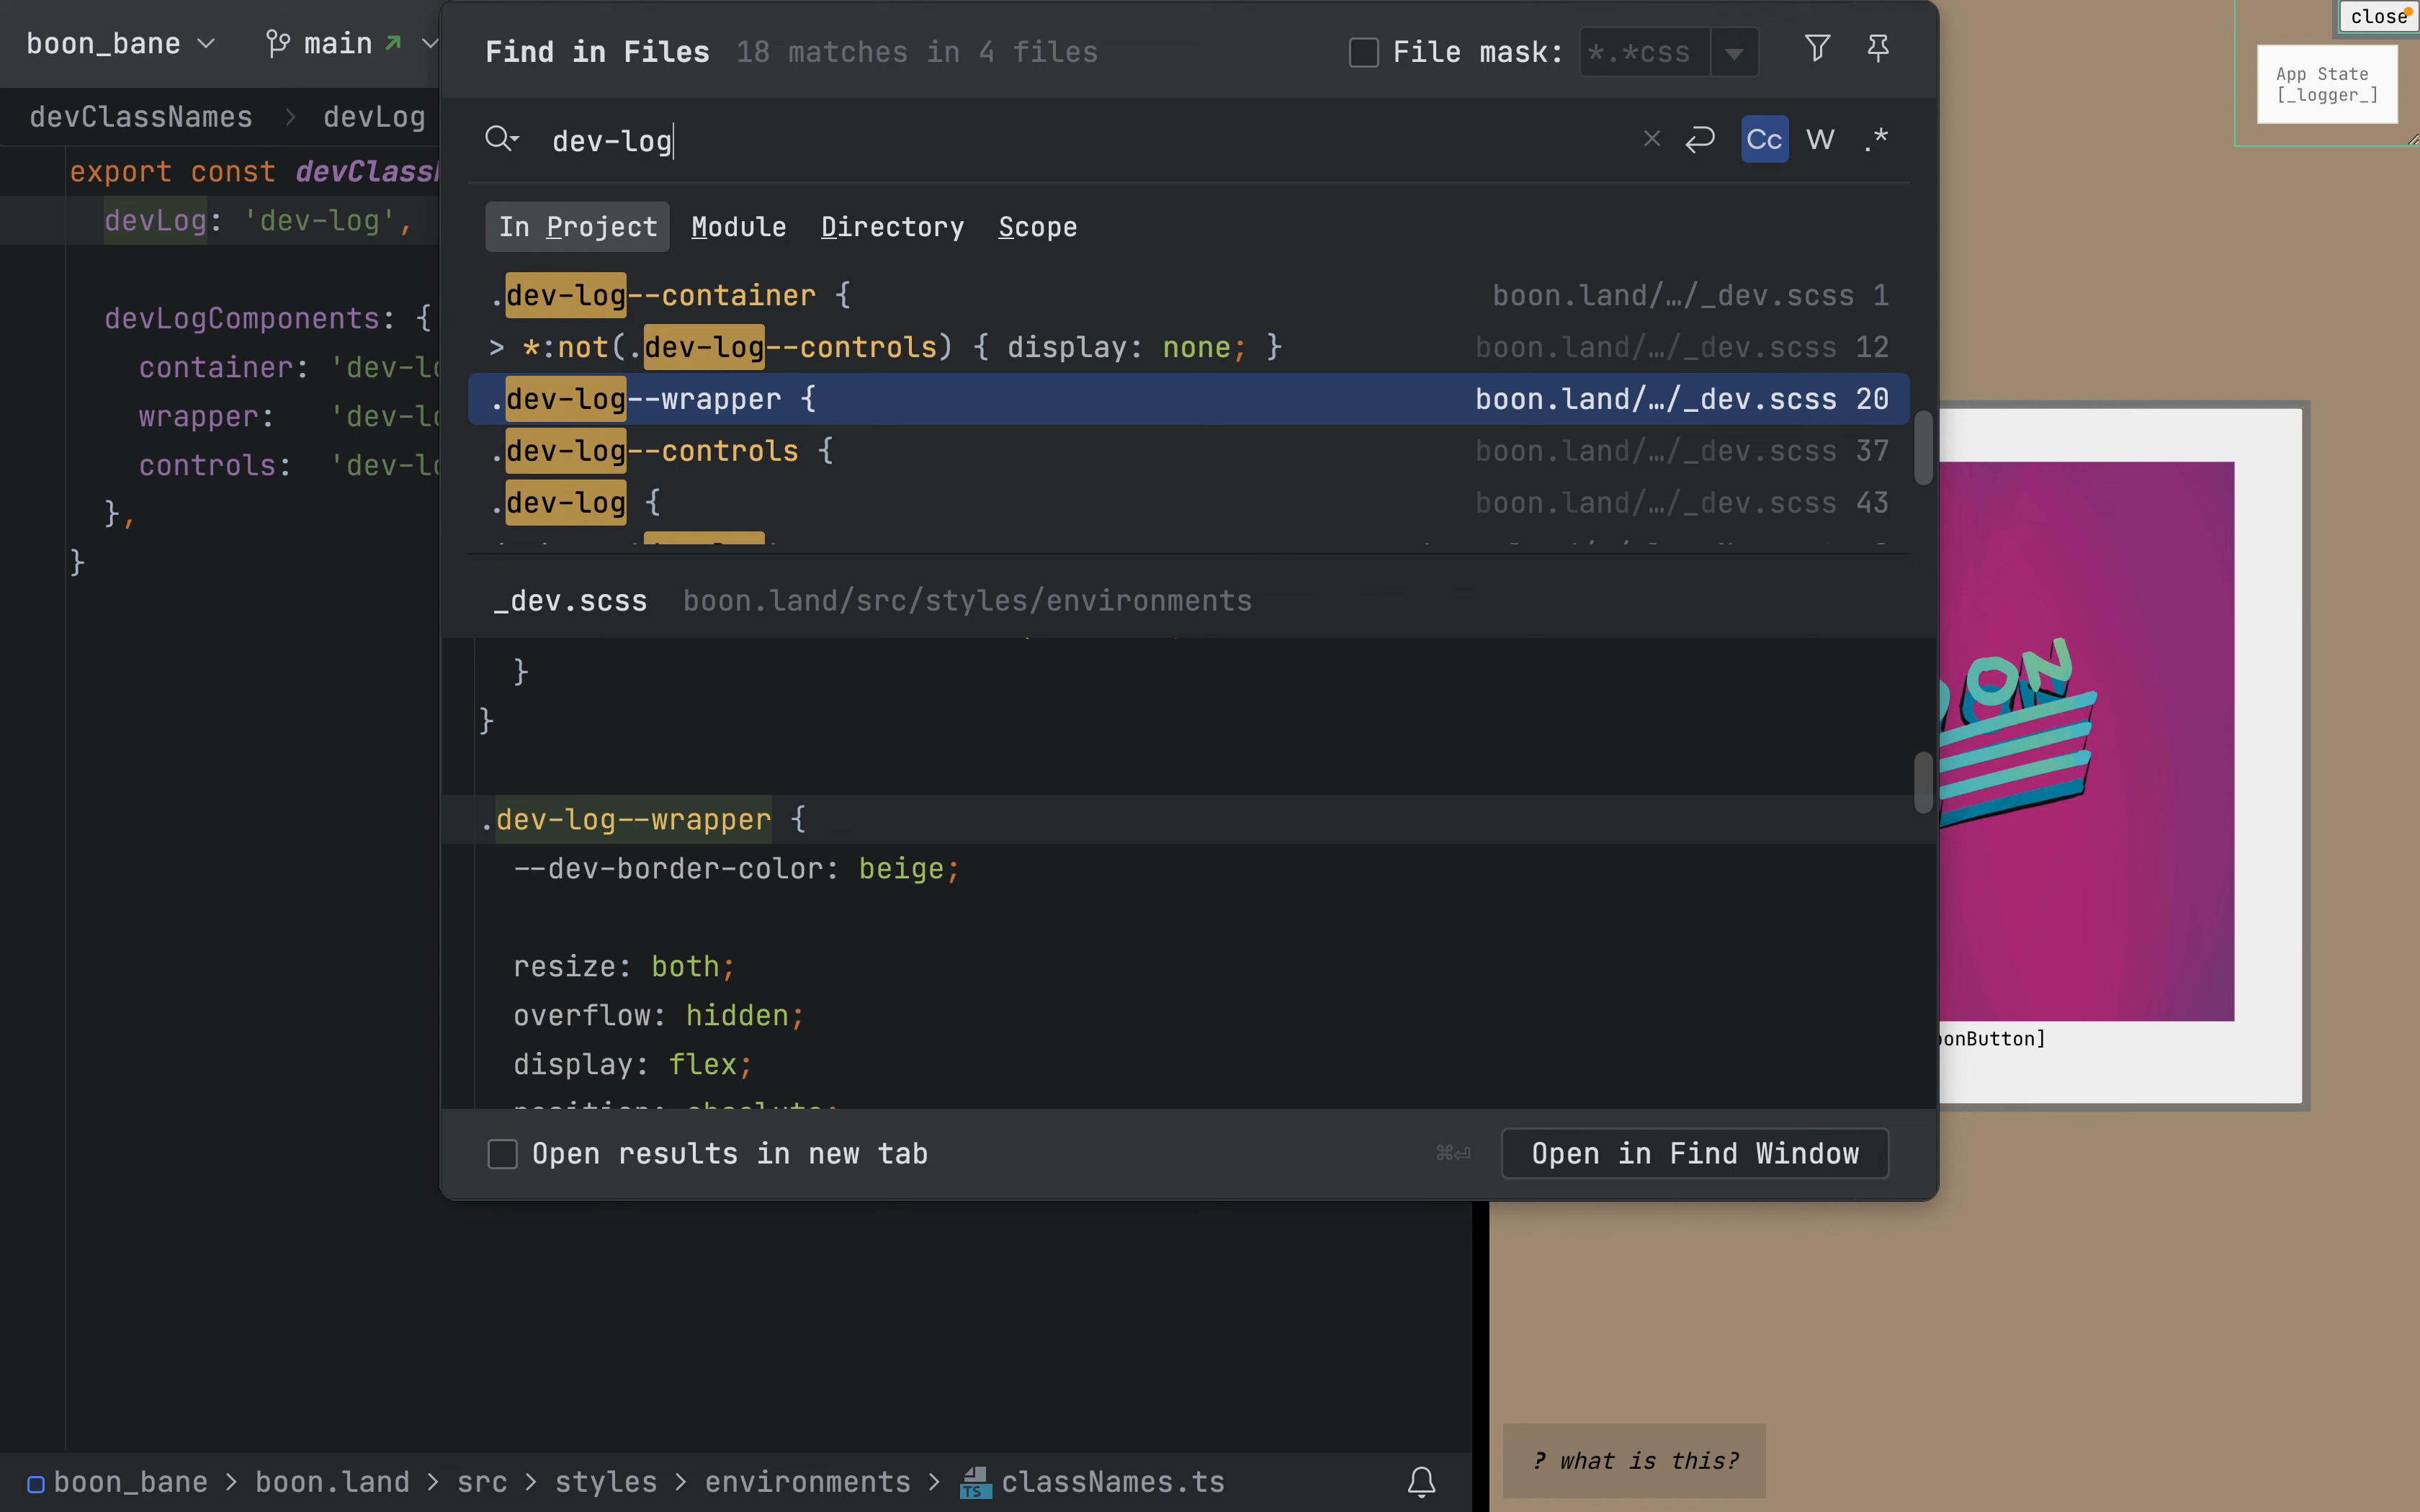 boon_bane main
devClassNames > devLog
export const
devLog: 'dev-log',
devLogComponents: {
container:
wrapper:
controls:
},
}
Find in Files 18 matches in 4 files
File mask: *.*css
dev-log
Cc W .*
In Project Module Directory Scope
.dev-log--container { boon.land/…/_dev.scss 1
> *:not(.dev-log--controls) { display: none; } boon.land/…/_dev.scss 12
.dev-log--wrapper { boon.land/…/_dev.scss 20
.dev-log--controls { boon.land/…/_dev.scss 37
.dev-log { boon.land/…/_dev.scss 43
_dev.scss boon.land/src/styles/environments
}
}
.dev-log--wrapper {
--dev-border-color: beige;
resize: both;
overflow: hidden;
display: flex;
Open results in new tab ⌘⏎ Open in Find Window
close
App State
[_logger_]
OON
? what is this?
boon_bane > boon.land > src > styles > environments > TS classNames.ts